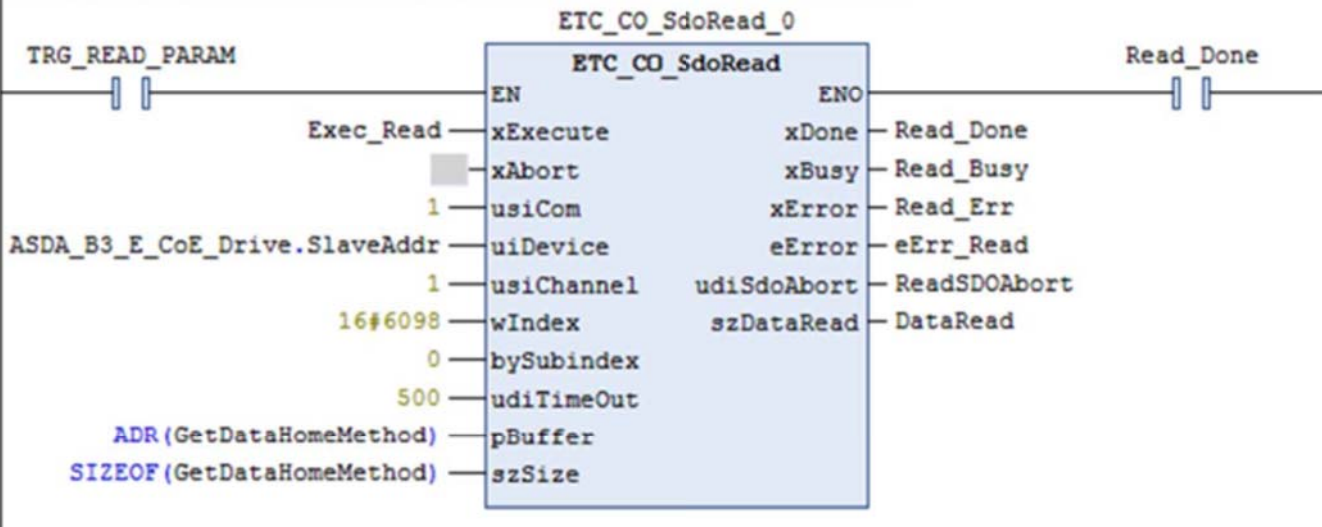 ETC_CO_SdoRead_0
TRG_READ_PARAM ETC_CO_SdoRead Read_Done
EN ENO
Exec_Read xExecute xDone Read_Done
xAbort xBusy Read_Busy
1 usiCom xError Read_Err
ASDA_B3_E_CoE_Drive.SlaveAddr uiDevice eError eErr_Read
1 usiChannel udiSdoAbort ReadSDOAbort
16#6098 wIndex szDataRead DataRead
0 bySubindex
500 udiTimeOut
ADR(GetDataHomeMethod) pBuffer
SIZEOF(GetDataHomeMethod) szSize